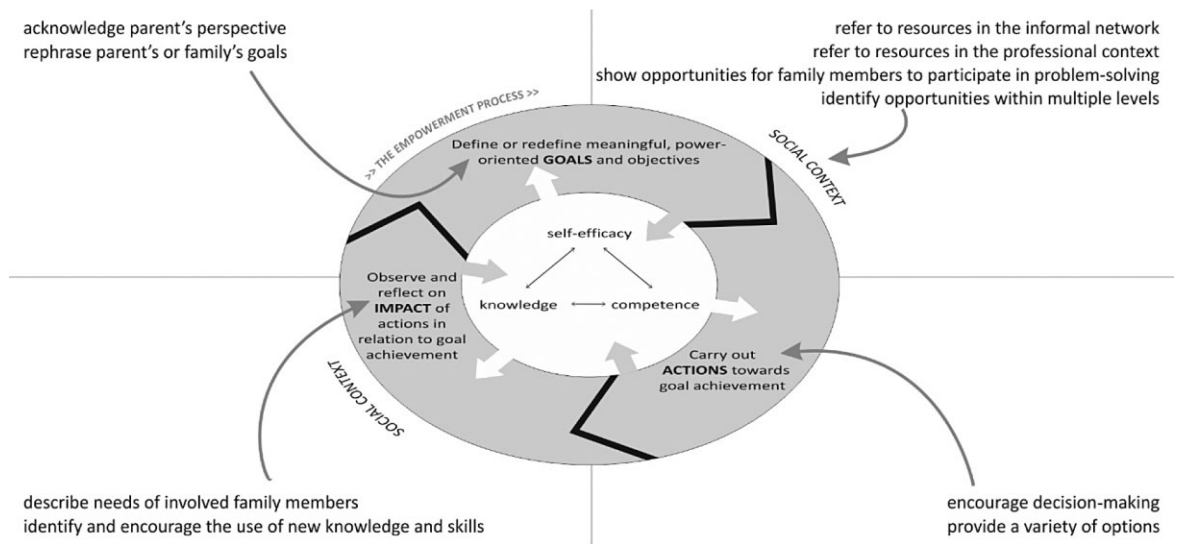 acknowledge parent's perspective
rephrase parent's or family's goals
refer to resources in the informal network
refer to resources in the professional context
show opportunities for family members to participate in problem-solving
identify opportunities within multiple levels
>> THE EMPOWERMENT PROCESS >>
SOCIAL CONTEXT
Define or redefine meaningful, power-
oriented GOALS and objectives
self-efficacy
knowledge
competence
Observe and
reflect on
IMPACT of
actions in
relation to goal
achievement
Carry out
ACTIONS towards
goal achievement
SOCIAL CONTEXT
describe needs of involved family members
identify and encourage the use of new knowledge and skills
encourage decision-making
provide a variety of options